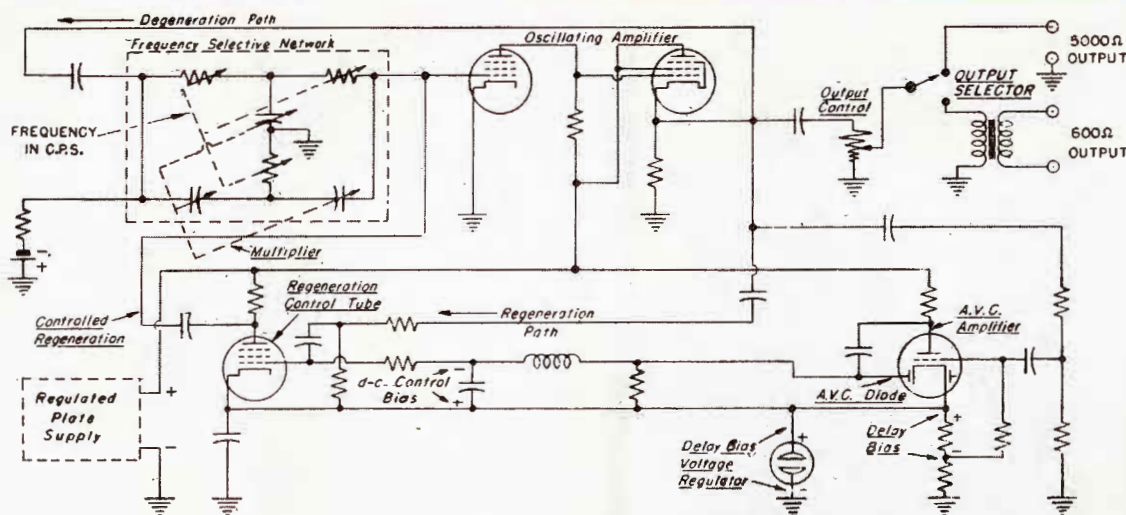 Degeneration Path
Frequency Selective Network
Oscillating Amplifier
5000Ω
OUTPUT
OUTPUT
SELECTOR
Output
Control
FREQUENCY
IN C.P.S.
600Ω
OUTPUT
-
+
Multiplier
Regeneration
Control Tube
Regeneration
Path
A.V.C.
Amplifier
Controlled
Regeneration
+
-
d-c. Control
Bias
+
A.V.C. Diode
Regulated
Plate
Supply
-
Delay Bias
Voltage
Regulator
+
-
Delay
Bias
+
-